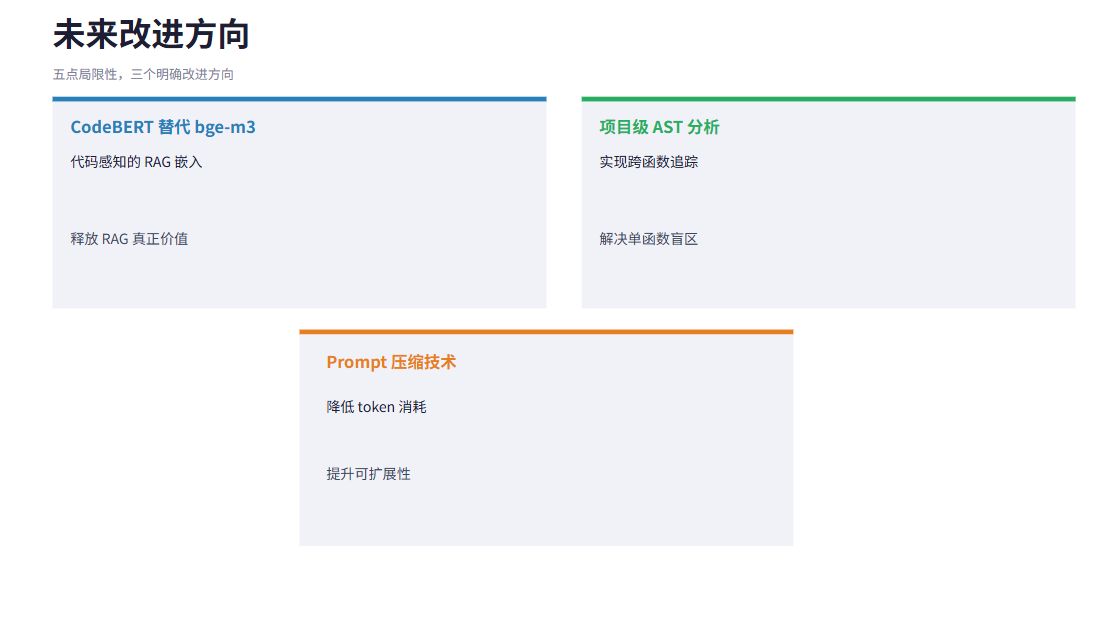 未来改进方向
五点局限性，三个明确改进方向
CodeBERT 替代 bge-m3
代码感知的 RAG 嵌入
释放 RAG 真正价值
项目级 AST 分析
实现跨函数追踪
解决单函数盲区
Prompt 压缩技术
降低 token 消耗
提升可扩展性